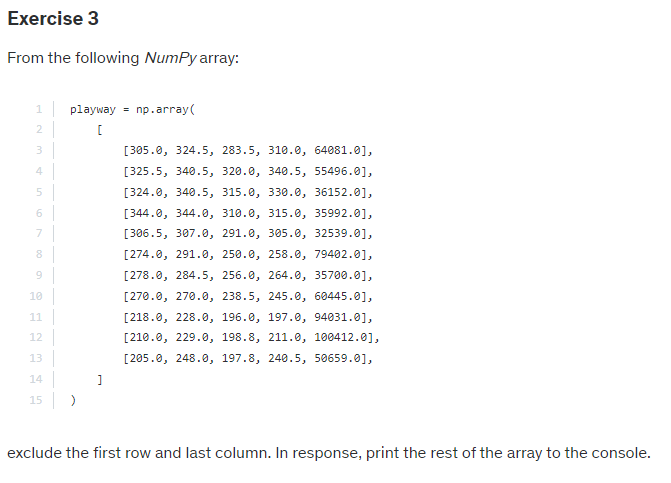 Exercise 3
From the following NumPy array:
1 playway = np.array(
2 [
3 [305.0, 324.5, 283.5, 310.0, 64081.0],
4 [325.5, 340.5, 320.0, 340.5, 55496.0],
5 [324.0, 340.5, 315.0, 330.0, 36152.0],
6 [344.0, 344.0, 310.0, 315.0, 35992.0],
7 [306.5, 307.0, 291.0, 305.0, 32539.0],
8 [274.0, 291.0, 250.0, 258.0, 79402.0],
9 [278.0, 284.5, 256.0, 264.0, 35700.0],
10 [270.0, 270.0, 238.5, 245.0, 60445.0],
11 [218.0, 228.0, 196.0, 197.0, 94031.0],
12 [210.0, 229.0, 198.8, 211.0, 100412.0],
13 [205.0, 248.0, 197.8, 240.5, 50659.0],
14 ]
15 )
exclude the first row and last column. In response, print the rest of the array to the console.